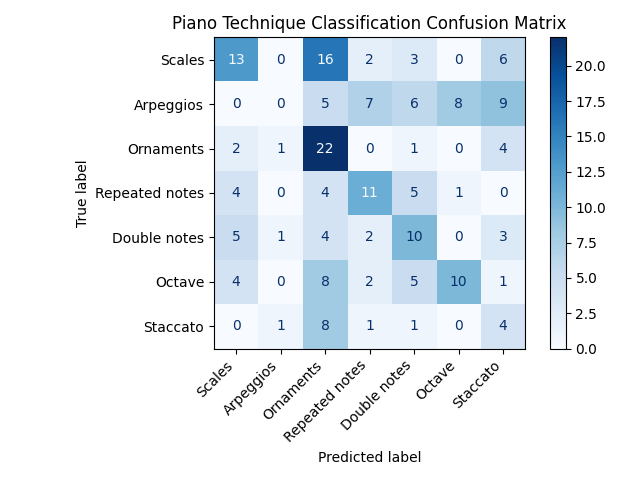 Piano Technique Classification Confusion Matrix
True label
Scales 13 0 16 2 3 0 6
Arpeggios 0 0 5 7 6 8 9
Ornaments 2 1 22 0 1 0 4
Repeated notes 4 0 4 11 5 1 0
Double notes 5 1 4 2 10 0 3
Octave 4 0 8 2 5 10 1
Staccato 0 1 8 1 1 0 4
Scales Arpeggios Ornaments Repeated notes Double notes Octave Staccato
Predicted label
20.0
17.5
15.0
12.5
10.0
7.5
5.0
2.5
0.0